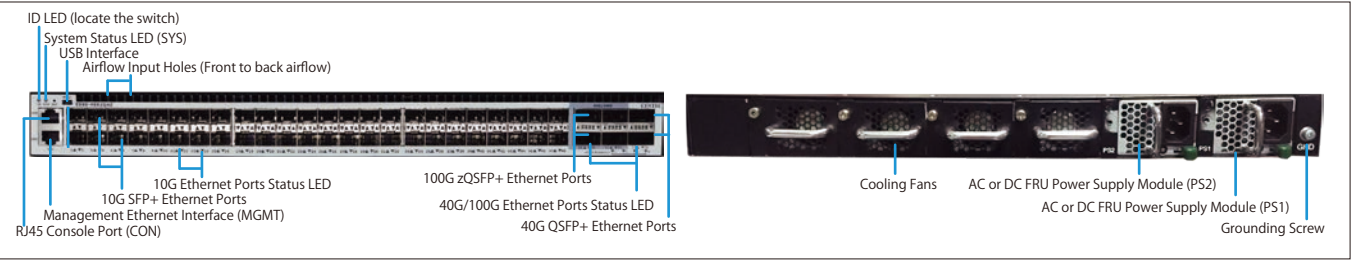 ID LED (locate the switch)
System Status LED (SYS)
USB Interface
Airflow Input Holes (Front to back airflow)
10G Ethernet Ports Status LED
10G SFP+ Ethernet Ports
Management Ethernet Interface (MGMT)
RJ45 Console Port (CON)
100G zQSFP+ Ethernet Ports
40G/100G Ethernet Ports Status LED
40G QSFP+ Ethernet Ports
PS2
PS1
GND
Cooling Fans
AC or DC FRU Power Supply Module (PS2)
AC or DC FRU Power Supply Module (PS1)
Grounding Screw